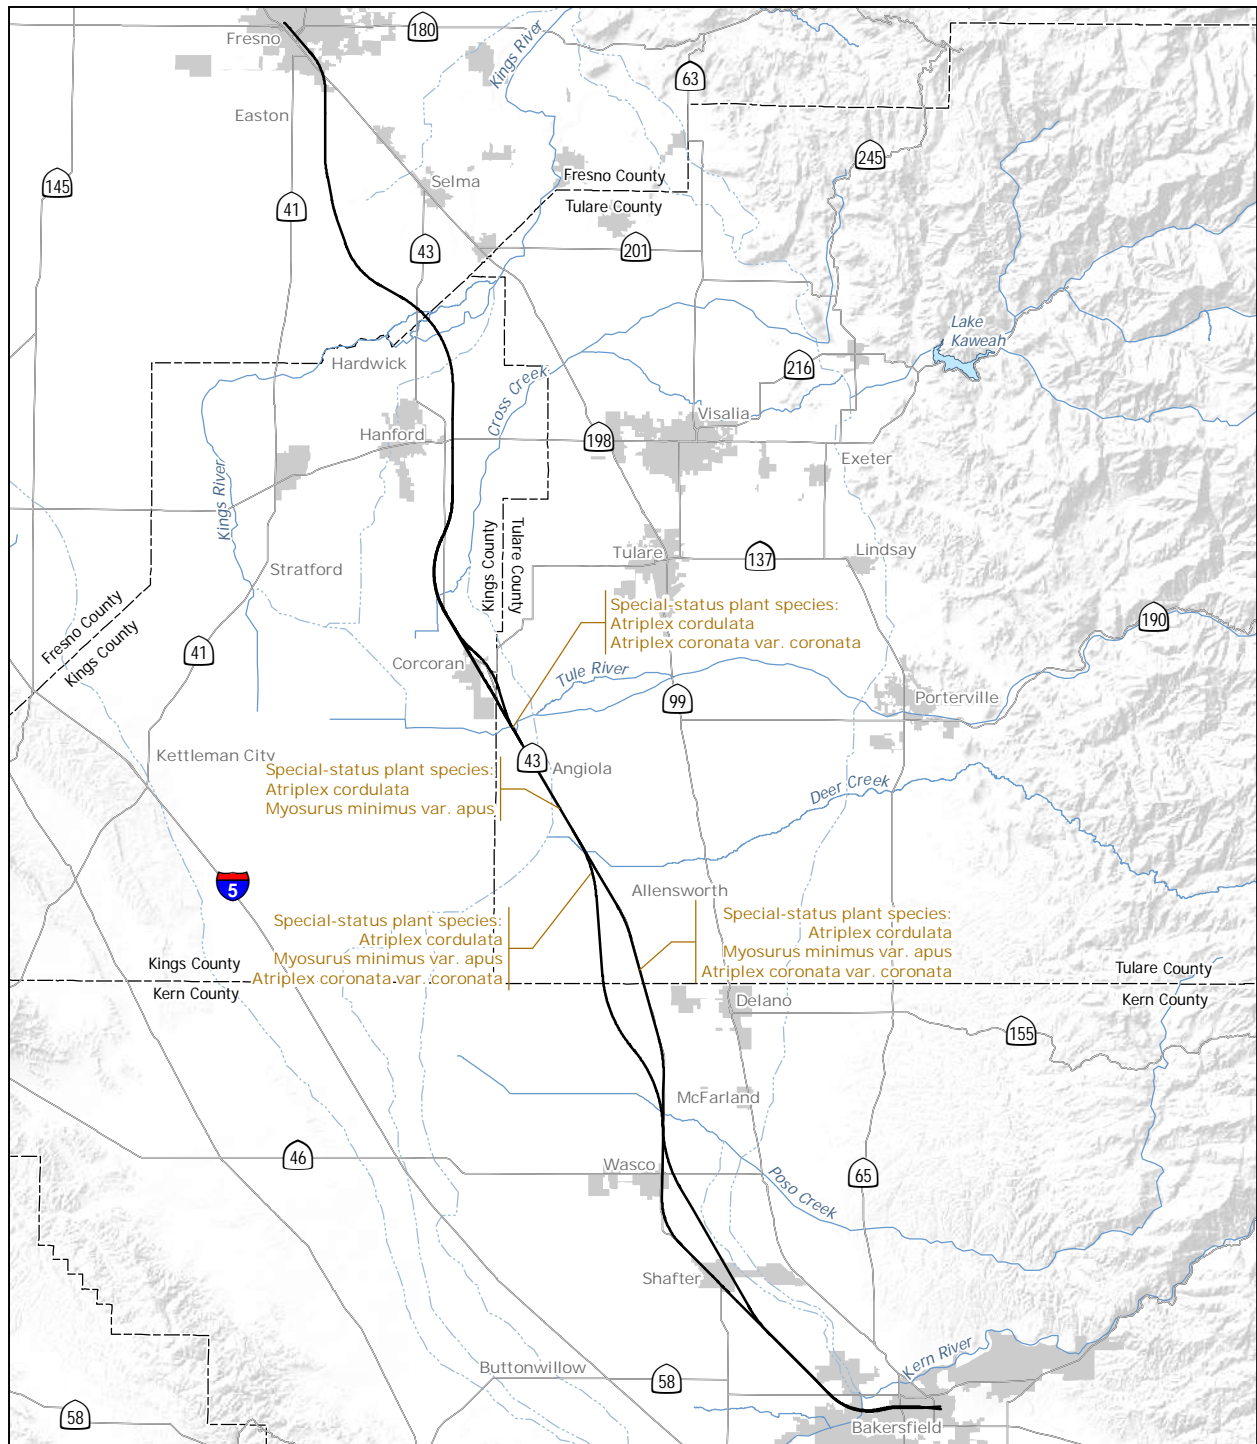 Fresno
180
Kings River
63
Easton
245
145
Selma
Fresno County
Tulare County
41
43
201
Lake
Kaweah
Hardwick
216
Cross Creek
Visalia
Hanford
198
Exeter
Kings River
Kings County
Tulare County
Tulare
137
Lindsay
Stratford
Fresno County
Kings County
Special-status plant species:
Atriplex cordulata
Atriplex coronata var. coronata
190
41
Corcoran
Tule River
Porterville
99
Kettleman City
43
Angiola
Special-status plant species:
Atriplex cordulata
Myosurus minimus var. apus
Deer Creek
5
Allensworth
Special-status plant species:
Atriplex cordulata
Myosurus minimus var. apus
Atriplex coronata var. coronata
Special-status plant species:
Atriplex cordulata
Myosurus minimus var. apus
Atriplex coronata var. coronata
Kings County
Kern County
Tulare County
Kern County
Delano
155
McFarland
46
Wasco
Poso Creek
65
Shafter
Kern River
Buttonwillow
58
58
Bakersfield